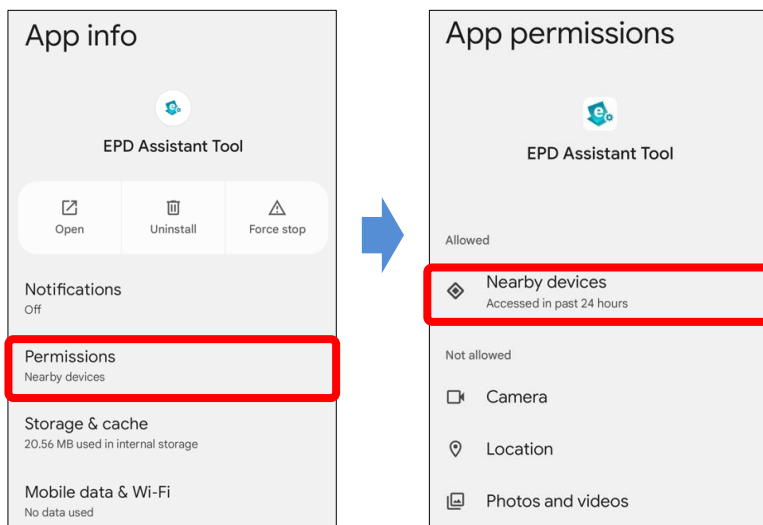 App info
EPD Assistant Tool
Open
Uninstall
Force stop
Notifications
Off
Permissions
Nearby devices
Storage & cache
20.56 MB used in internal storage
Mobile data & Wi-Fi
No data used
App permissions
EPD Assistant Tool
Allowed
Nearby devices
Accessed in past 24 hours
Not allowed
Camera
Location
Photos and videos